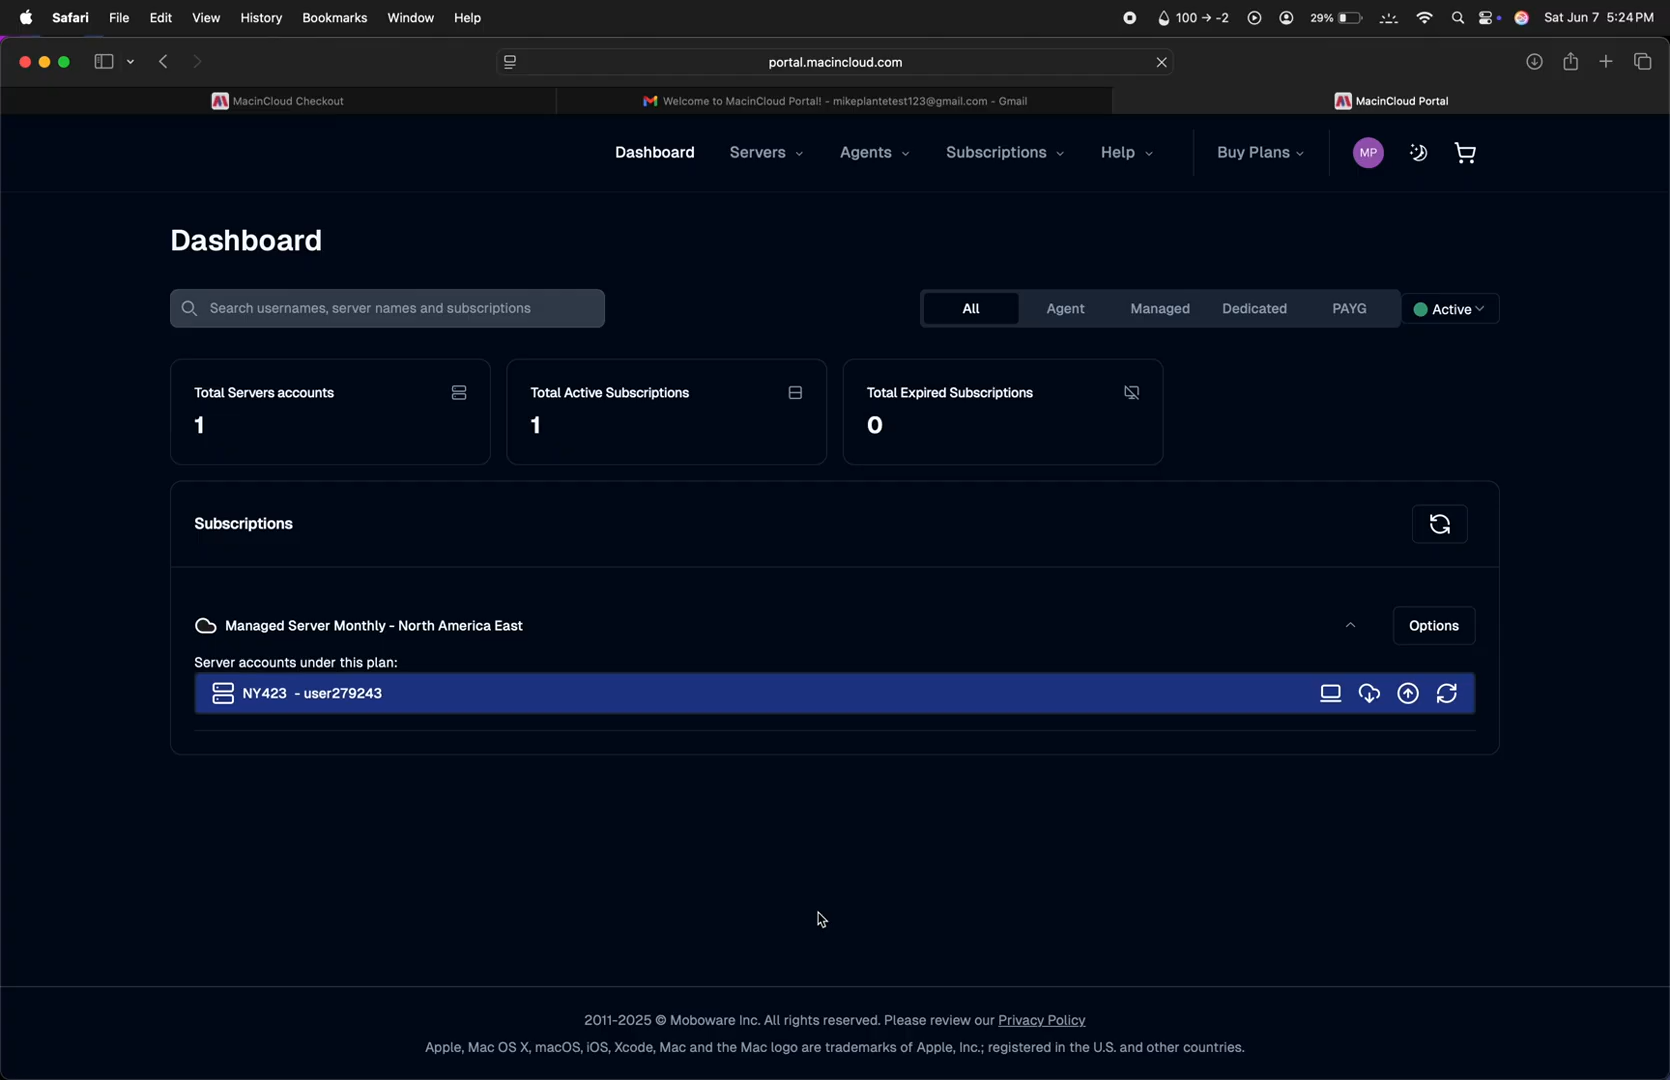 Safari File Edit View History Bookmarks Window Help 100 → -2 29% Sat Jun 7 5:24 PM
portal.macincloud.com
MacinCloud Checkout Welcome to MacinCloud Portal! - mikeplantetest123@gmail.com - Gmail MacinCloud Portal
Dashboard Servers Agents Subscriptions Help Buy Plans MP
Dashboard
Search usernames, server names and subscriptions All Agent Managed Dedicated PAYG Active
Total Servers accounts Total Active Subscriptions Total Expired Subscriptions
1 1 0
Subscriptions
Managed Server Monthly - North America East Options
Server accounts under this plan:
NY423 - user279243
2011-2025 © Moboware Inc. All rights reserved. Please review our Privacy Policy
Apple, Mac OS X, macOS, iOS, Xcode, Mac and the Mac logo are trademarks of Apple, Inc.; registered in the U.S. and other countries.